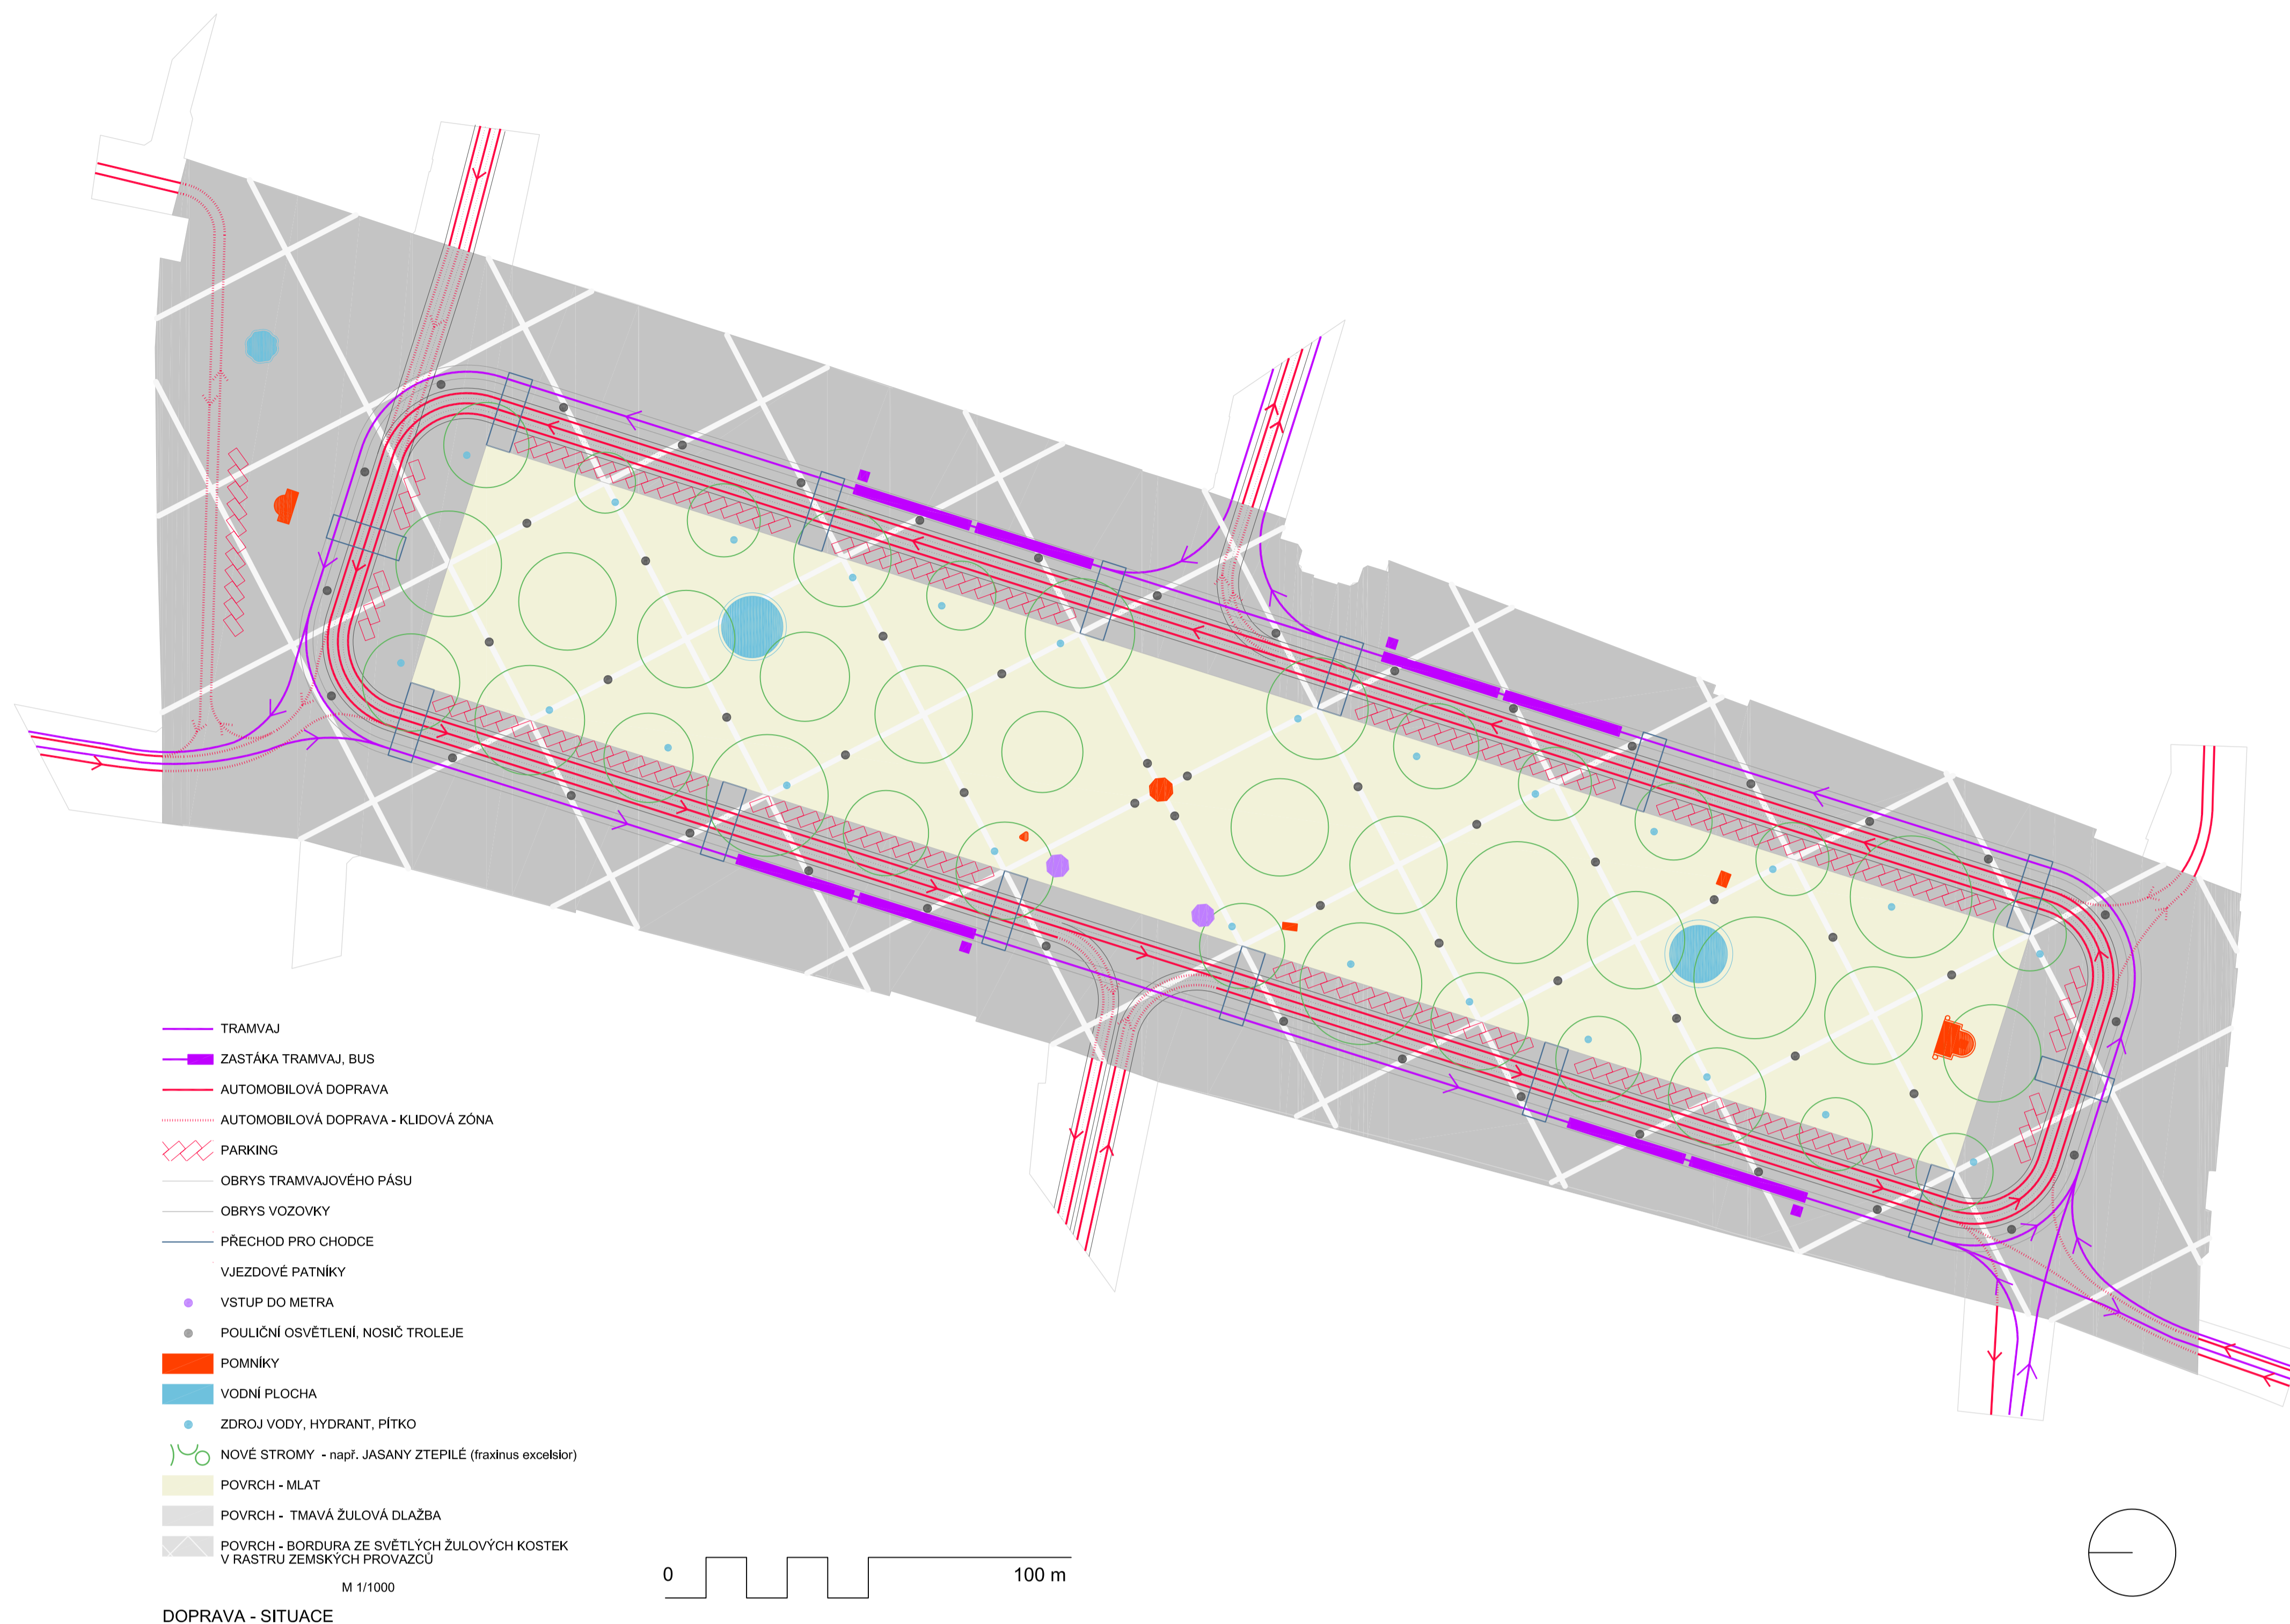 TRAMVAJ
ZASTÁKA TRAMVAJ, BUS
AUTOMOBILOVÁ DOPRAVA
AUTOMOBILOVÁ DOPRAVA - KLIDOVÁ ZÓNA
PARKING
OBRYS TRAMVAJOVÉHO PÁSU
OBRYS VOZOVKY
PŘECHOD PRO CHODCE
VJEZDOVÉ PATNÍKY
VSTUP DO METRA
POULIČNÍ OSVĚTLENÍ, NOSIČ TROLEJE
POMNÍKY
VODNÍ PLOCHA
ZDROJ VODY, HYDRANT, PÍTKO
NOVÉ STROMY - např. JASANY ZTEPILÉ (fraxinus excelsior)
POVRCH - MLAT
POVRCH - TMAVÁ ŽULOVÁ DLAŽBA
POVRCH - BORDURA ZE SVĚTLÝCH ŽULOVÝCH KOSTEK
V RASTRU ZEMSKÝCH PROVAZCŮ
M 1/1000
DOPRAVA - SITUACE
0 100 m